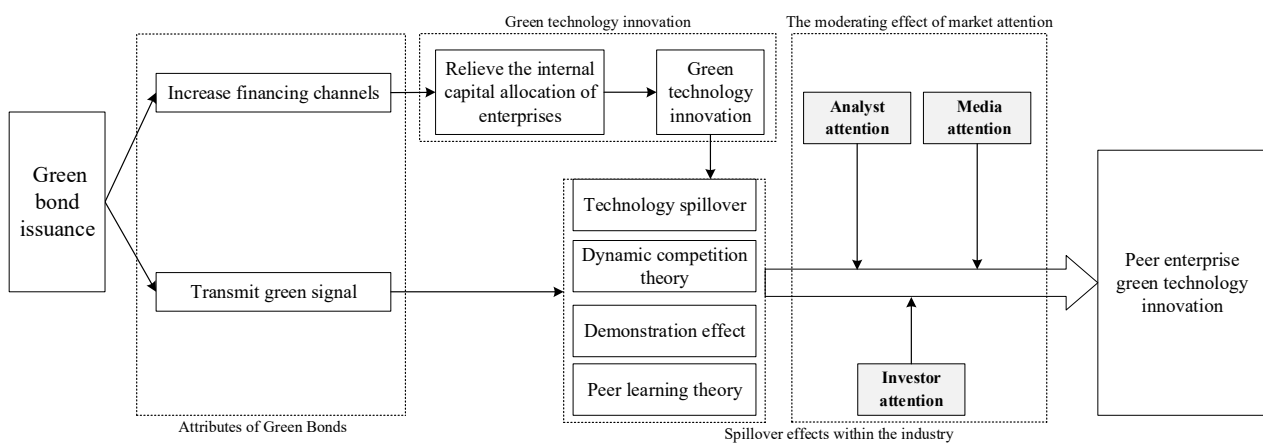 Green technology innovation
The moderating effect of market attention
Increase financing channels
Relieve the internal
capital allocation of
enterprises
Green
technology
innovation
Analyst
attention
Media
attention
Green
bond
issuance
Technology spillover
Dynamic competition
theory
Demonstration effect
Peer learning theory
Transmit green signal
Peer enterprise
green technology
innovation
Investor
attention
Attributes of Green Bonds
Spillover effects within the industry